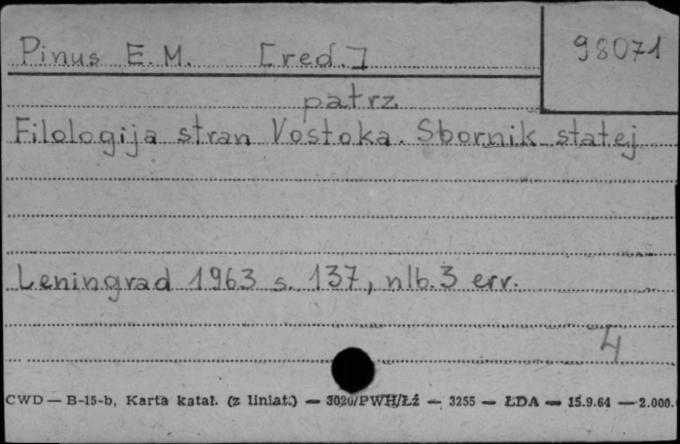 Pinus E. M. [red.] 98071
patrz
Filologija stran Vostoka. Sbornik statej
Leningrad 1963 s. 137, nlb. 3 err.
4
CWD — B-15-b, Karta katal. (z liniat.) — 3020/PWH/Łź — 3255 — ŁDA — 15.9.64 — 2.000.